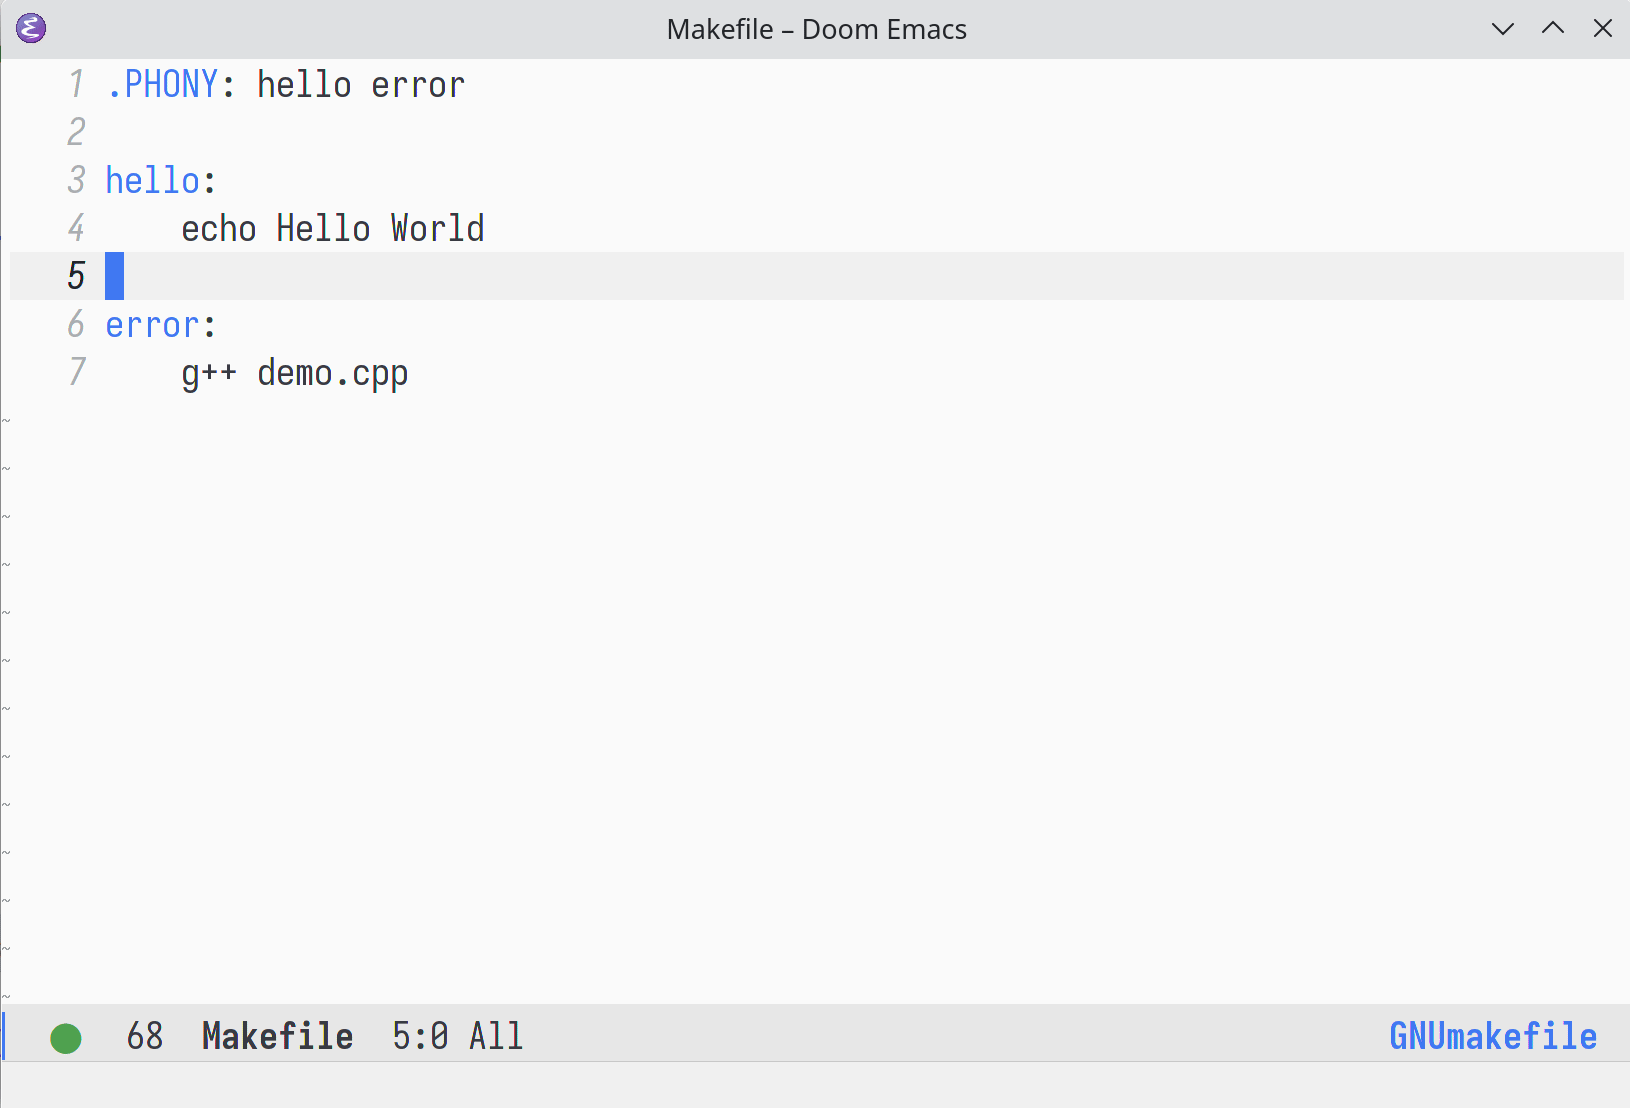 Makefile – Doom Emacs
1 .PHONY: hello error
2
3 hello:
4     echo Hello World
5
6 error:
7     g++ demo.cpp
~
~
~
~
~
~
~
~
~
~
~
~
~
68 Makefile 5:0 All GNUmakefile